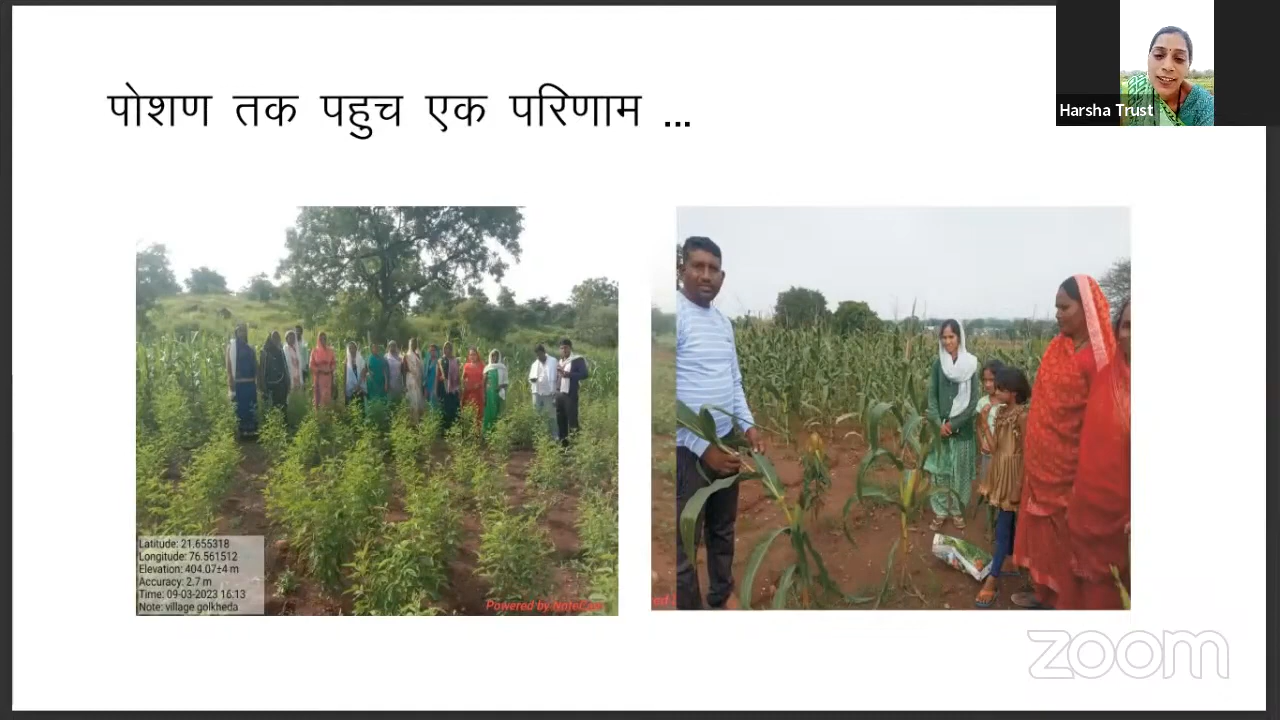 पोशण तक पहुच एक परिणाम ...
Harsha Trust
Latitude: 21.655318
Longitude: 76.561512
Elevation: 404.07±4 m
Accuracy: 2.7 m
Time: 09-03-2023 16.13
Note: village golkheda
Powered by NoteCam
zoom